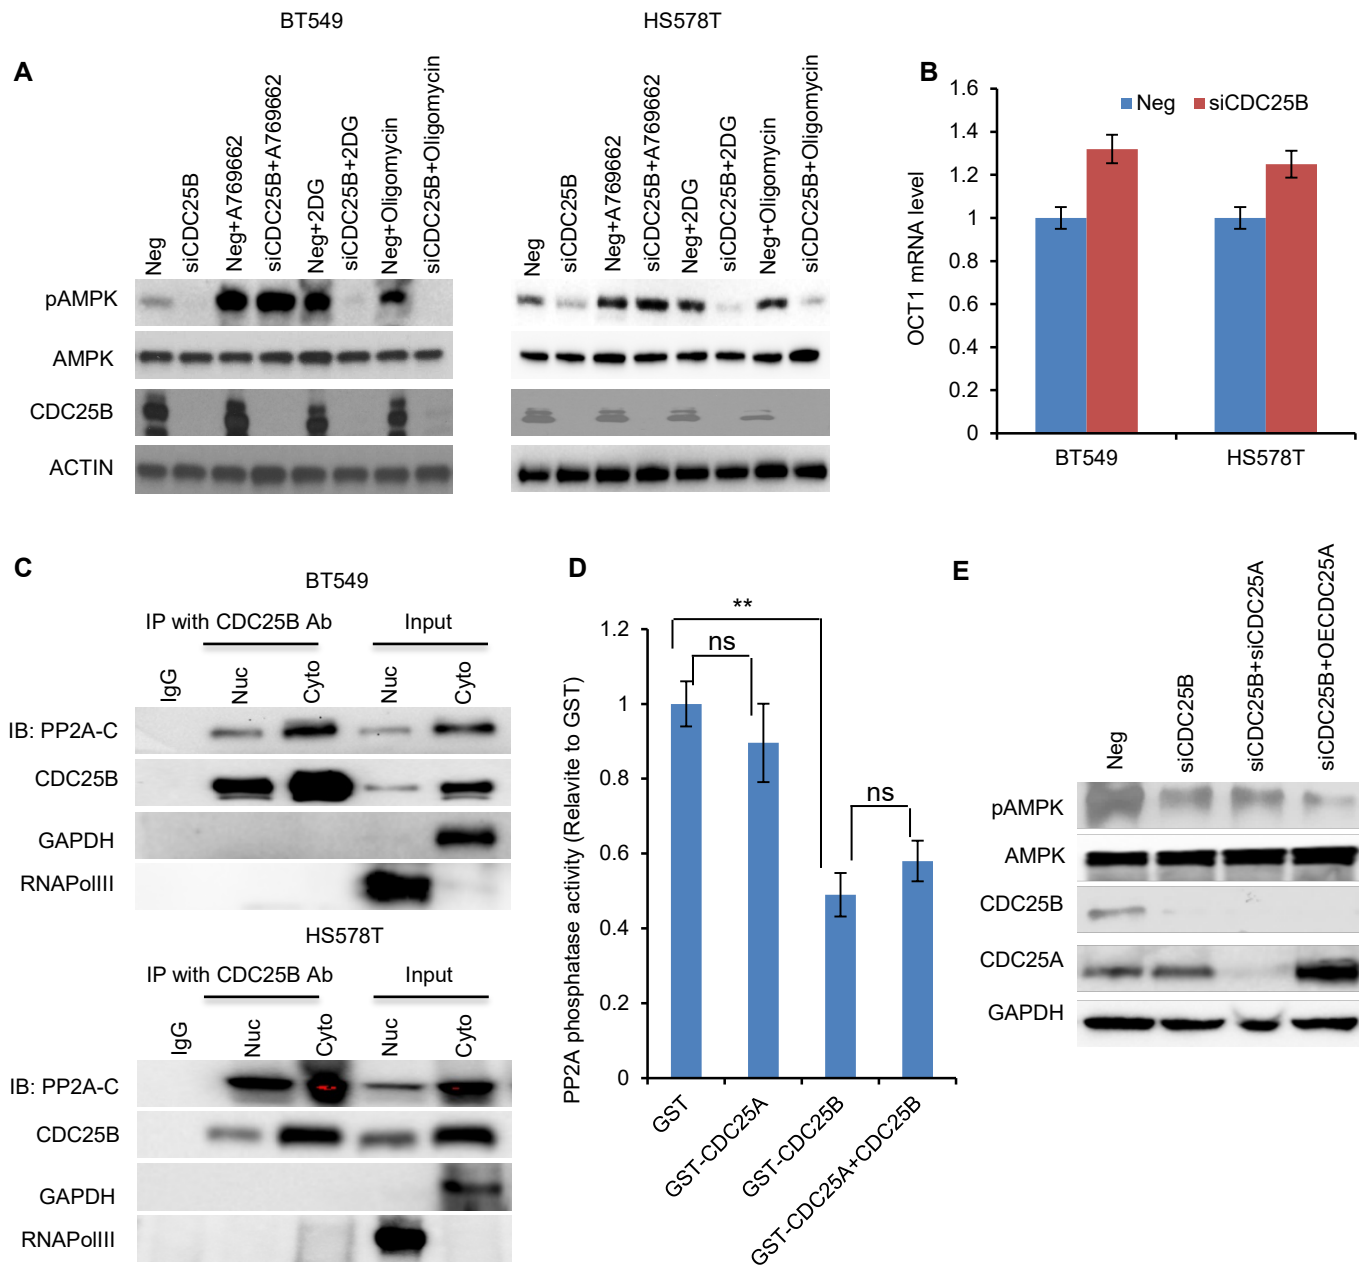 BT549
HS578T
A
Neg
siCDC25B
Neg+A769662
siCDC25B+A769662
Neg+2DG
siCDC25B+2DG
Neg+Oligomycin
siCDC25B+Oligomycin
Neg
siCDC25B
Neg+A769662
siCDC25B+A769662
Neg+2DG
siCDC25B+2DG
Neg+Oligomycin
siCDC25B+Oligomycin
pAMPK
AMPK
CDC25B
ACTIN
B
Neg
siCDC25B
OCT1 mRNA level
1.6
1.4
1.2
1
0.8
0.6
0.4
0.2
0
BT549
HS578T
C
BT549
IP with CDC25B Ab
Input
IgG
Nuc
Cyto
Nuc
Cyto
IB: PP2A-C
CDC25B
GAPDH
RNAPolIII
HS578T
IP with CDC25B Ab
Input
IgG
Nuc
Cyto
Nuc
Cyto
IB: PP2A-C
CDC25B
GAPDH
RNAPolIII
D
PP2A phosphatase activity (Relavite to GST)
1.2
1
0.8
0.6
0.4
0.2
0
**
ns
ns
GST
GST-CDC25A
GST-CDC25B
GST-CDC25A+CDC25B
E
Neg
siCDC25B
siCDC25B+siCDC25A
siCDC25B+OECDC25A
pAMPK
AMPK
CDC25B
CDC25A
GAPDH